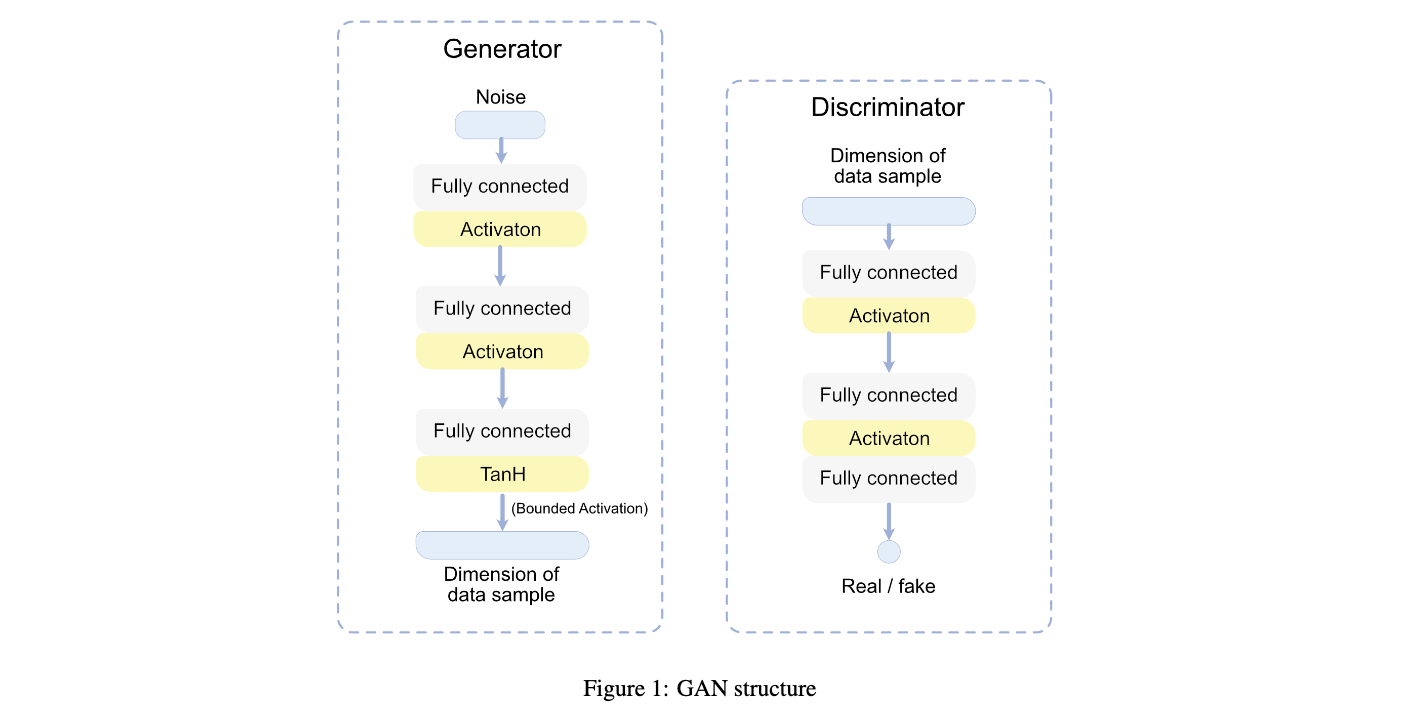 Generator
Noise
Fully connected
Activaton
Fully connected
Activaton
Fully connected
TanH
(Bounded Activation)
Dimension of
data sample
Discriminator
Dimension of
data sample
Fully connected
Activaton
Fully connected
Activaton
Fully connected
Real / fake
Figure 1: GAN structure